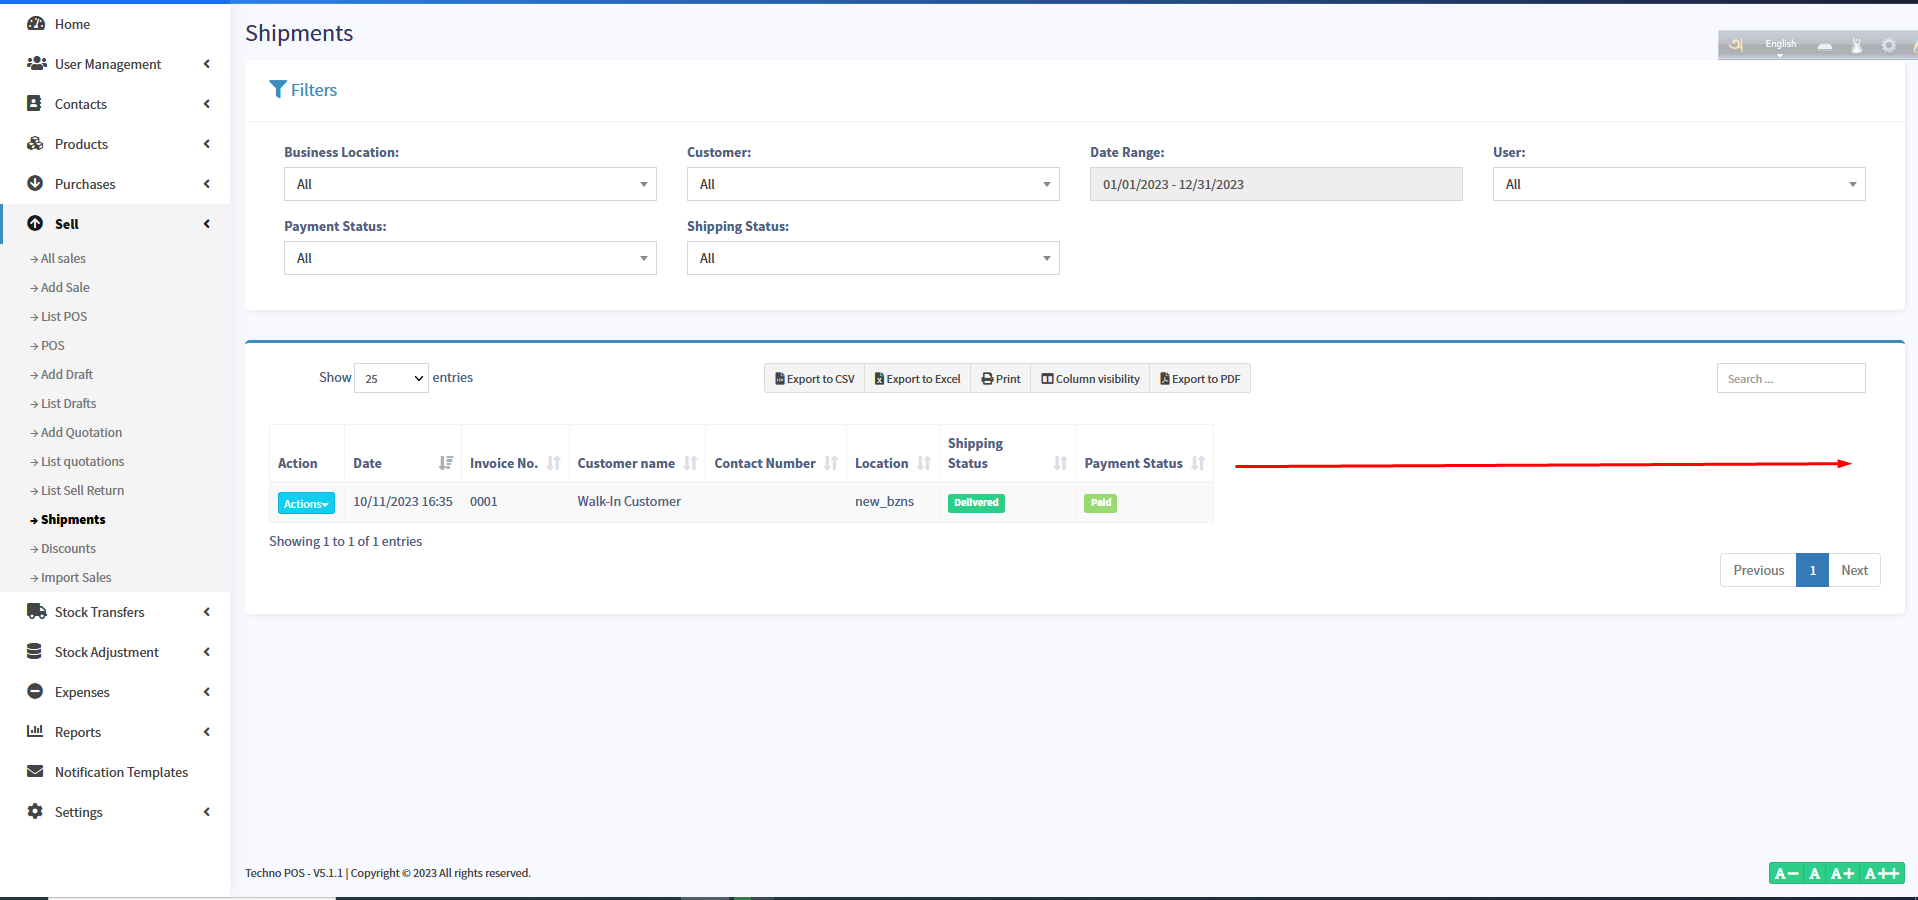 Home
User Management
Contacts
Products
Purchases
Sell
All sales
Add Sale
List POS
POS
Add Draft
List Drafts
Add Quotation
List quotations
List Sell Return
Shipments
Discounts
Import Sales
Stock Transfers
Stock Adjustment
Expenses
Reports
Notification Templates
Settings
Shipments
অ English
Filters
Business Location: Customer: Date Range: User:
All All 01/01/2023 - 12/31/2023 All
Payment Status: Shipping Status:
All All
Show 25 entries Export to CSV Export to Excel Print Column visibility Export to PDF Search ...
Action Date Invoice No. Customer name Contact Number Location Shipping Status Payment Status
Actions 10/11/2023 16:35 0001 Walk-In Customer new_bzns Delivered Paid
Showing 1 to 1 of 1 entries
Previous 1 Next
Techno POS - V5.1.1 | Copyright © 2023 All rights reserved.
A− A A+ A++